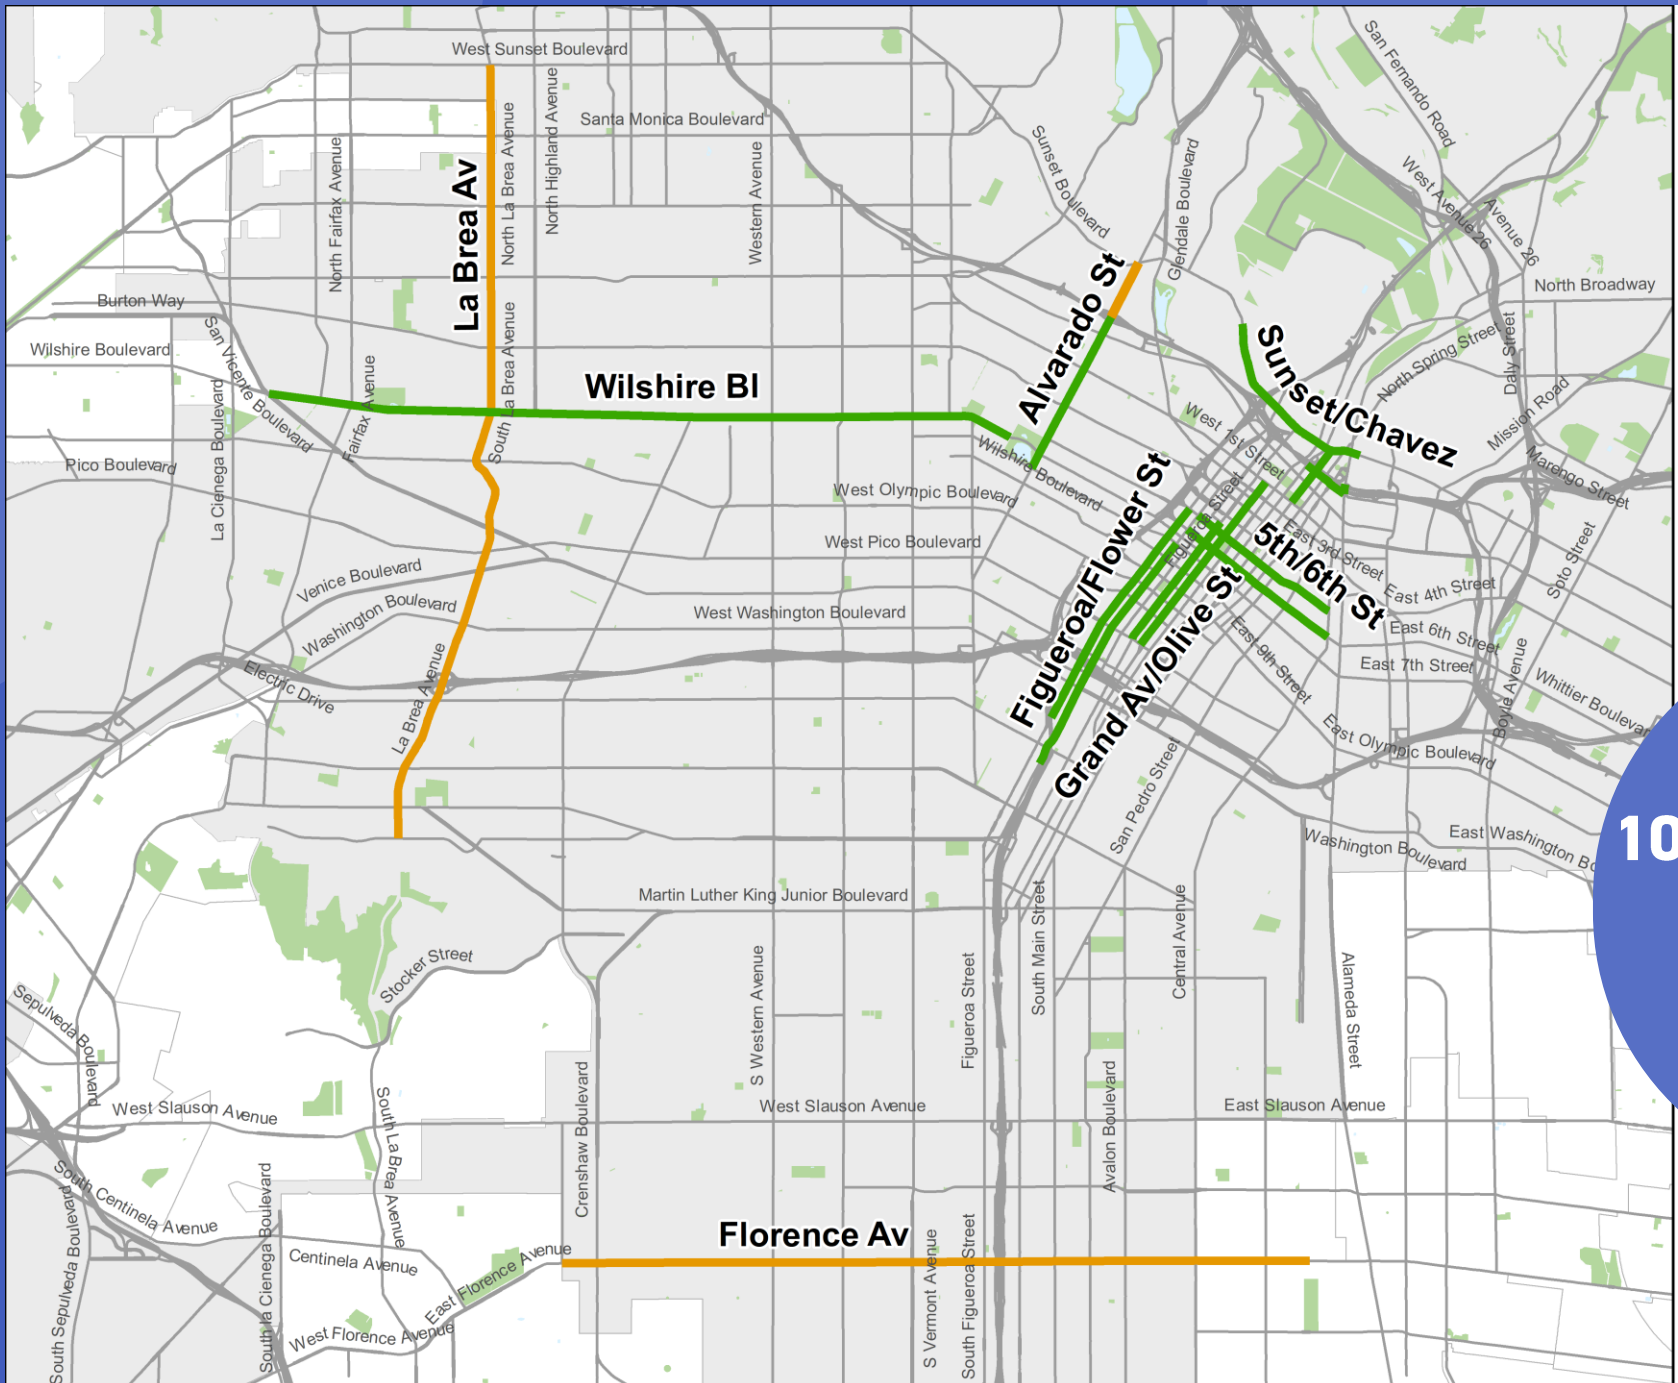 West Sunset Boulevard
San Fernando Road
Santa Monica Boulevard
North Highland Avenue
North La Brea Avenue
North Fairfax Avenue
Western Avenue
Sunset Boulevard
Glendale Boulevard
West Avenue 26
Avenue 26
La Brea Av
Alvarado St
North Broadway
Burton Way
Wilshire Boulevard
San Vicente Boulevard
La Cienega Boulevard
Fairfax Avenue
South La Brea Avenue
Wilshire Bl
Sunset/Chavez
North Spring Street
Daly Street
Mission Road
Marengo Street
West 1st Street
Wilshire Boulevard
Pico Boulevard
West Olympic Boulevard
West Pico Boulevard
Figueroa/Flower St
Figueroa Street
5th/6th St
East 3rd Street
East 4th Street
Soto Street
Venice Boulevard
Washington Boulevard
West Washington Boulevard
Grand Av/Olive St
East 6th Street
East 7th Street
East 9th Street
Boyle Avenue
Whittier Boulevar
Electric Drive
La Brea Avenue
East Olympic Boulevard
San Pedro Street
Washington Boulevard
East Washington Bo
10
Martin Luther King Junior Boulevard
Stocker Street
S Western Avenue
Figueroa Street
South Main Street
Central Avenue
Alameda Street
Sepulveda Boulevard
West Slauson Avenue
South La Brea Avenue
Crenshaw Boulevard
West Slauson Avenue
Avalon Boulevard
East Slauson Avenue
South Centinela Avenue
South Sepulveda Boulevard
South la Cienega Boulevard
Centinela Avenue
East Florence Avenue
West Florence Avenue
Florence Av
S Vermont Avenue
South Figueroa Street